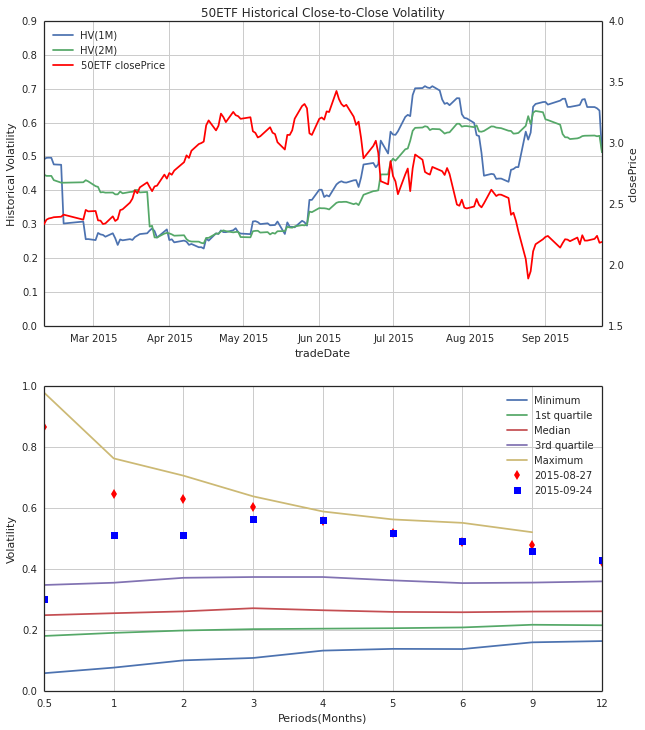 50ETF Historical Close-to-Close Volatility
HV(1M)
HV(2M)
50ETF closePrice
Historical Volatility
0.9
0.8
0.7
0.6
0.5
0.4
0.3
0.2
0.1
0.0
4.0
3.5
3.0
2.5
2.0
1.5
closePrice
Mar 2015 Apr 2015 May 2015 Jun 2015 Jul 2015 Aug 2015 Sep 2015
tradeDate
Minimum
1st quartile
Median
3rd quartile
Maximum
2015-08-27
2015-09-24
Volatility
1.0
0.8
0.6
0.4
0.2
0.0
0.5 1 2 3 4 5 6 9 12
Periods(Months)